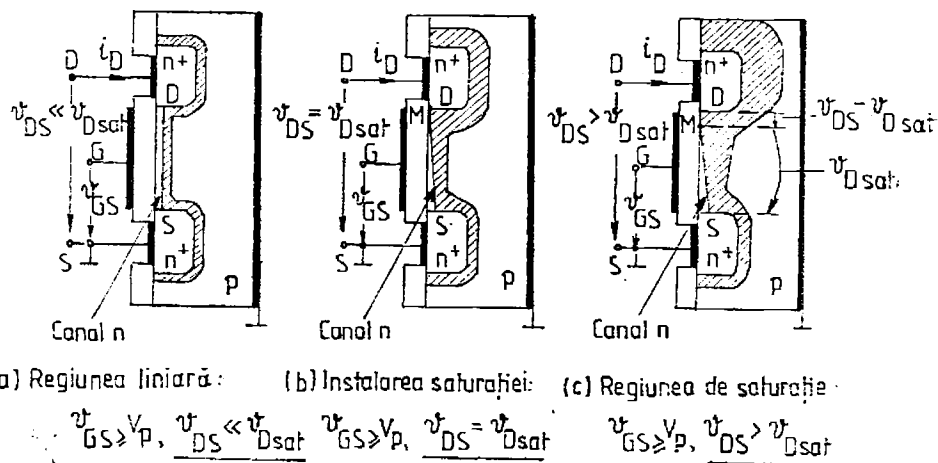 D i_D n+ D
v_DS ≪ v_Dsat
G
v_GS
S
S n+
p
Canal n
D i_D n+ D
M
v_DS = v_Dsat
G
v_GS
S
S n+
p
Canal n
D i_D n+ D
M
v_DS > v_Dsat
G
v_GS
S
S n+
p
v_DS - v_Dsat
v_Dsat
Canal n
a) Regiunea liniară: (b) Instalarea saturației: (c) Regiunea de saturație
v_GS ≥ V_P, v_DS ≪ v_Dsat v_GS ≥ V_P, v_DS = v_Dsat v_GS ≥ V_P, v_DS > v_Dsat